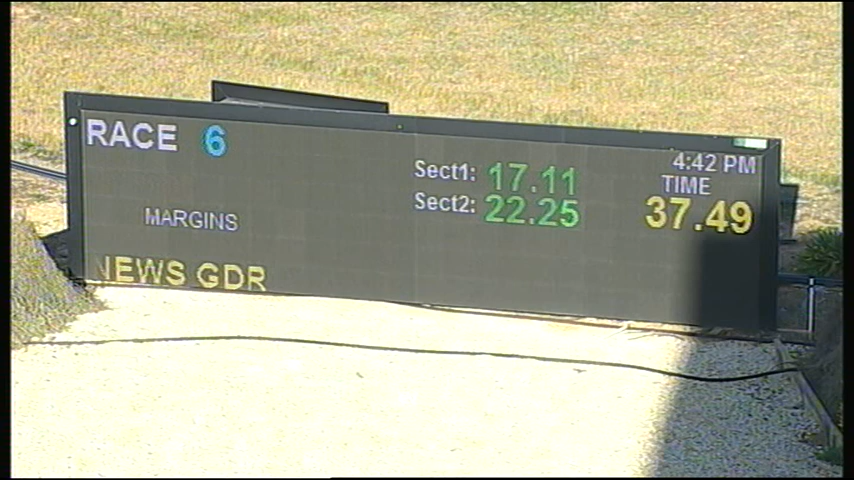 RACE 6
4:42 PM
Sect1: 17.11
TIME
Sect2: 22.25
37.49
MARGINS
NEWS GDR